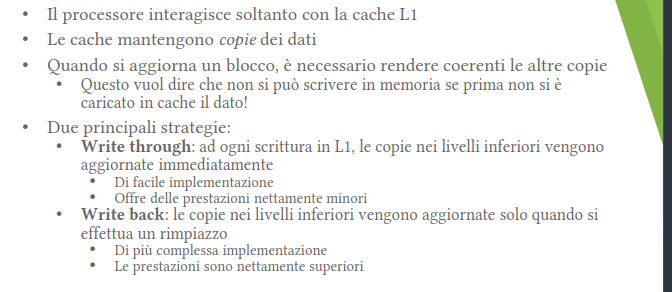 • Il processore interagisce soltanto con la cache L1
• Le cache mantengono copie dei dati
• Quando si aggiorna un blocco, è necessario rendere coerenti le altre copie
• Questo vuol dire che non si può scrivere in memoria se prima non si è
caricato in cache il dato!
• Due principali strategie:
• Write through: ad ogni scrittura in L1, le copie nei livelli inferiori vengono
aggiornate immediatamente
• Di facile implementazione
• Offre delle prestazioni nettamente minori
• Write back: le copie nei livelli inferiori vengono aggiornate solo quando si
effettua un rimpiazzo
• Di più complessa implementazione
• Le prestazioni sono nettamente superiori